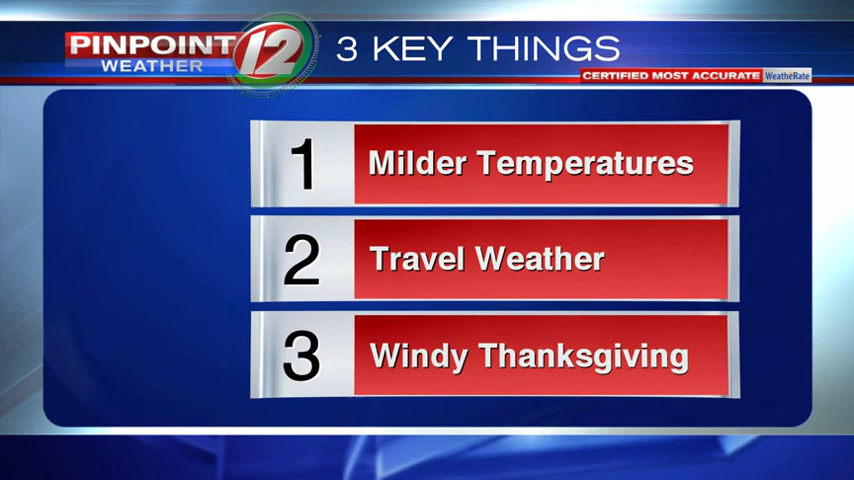 PINPOINT 12
WEATHER
3 KEY THINGS
CERTIFIED MOST ACCURATE WeatheRate
1 Milder Temperatures
2 Travel Weather
3 Windy Thanksgiving